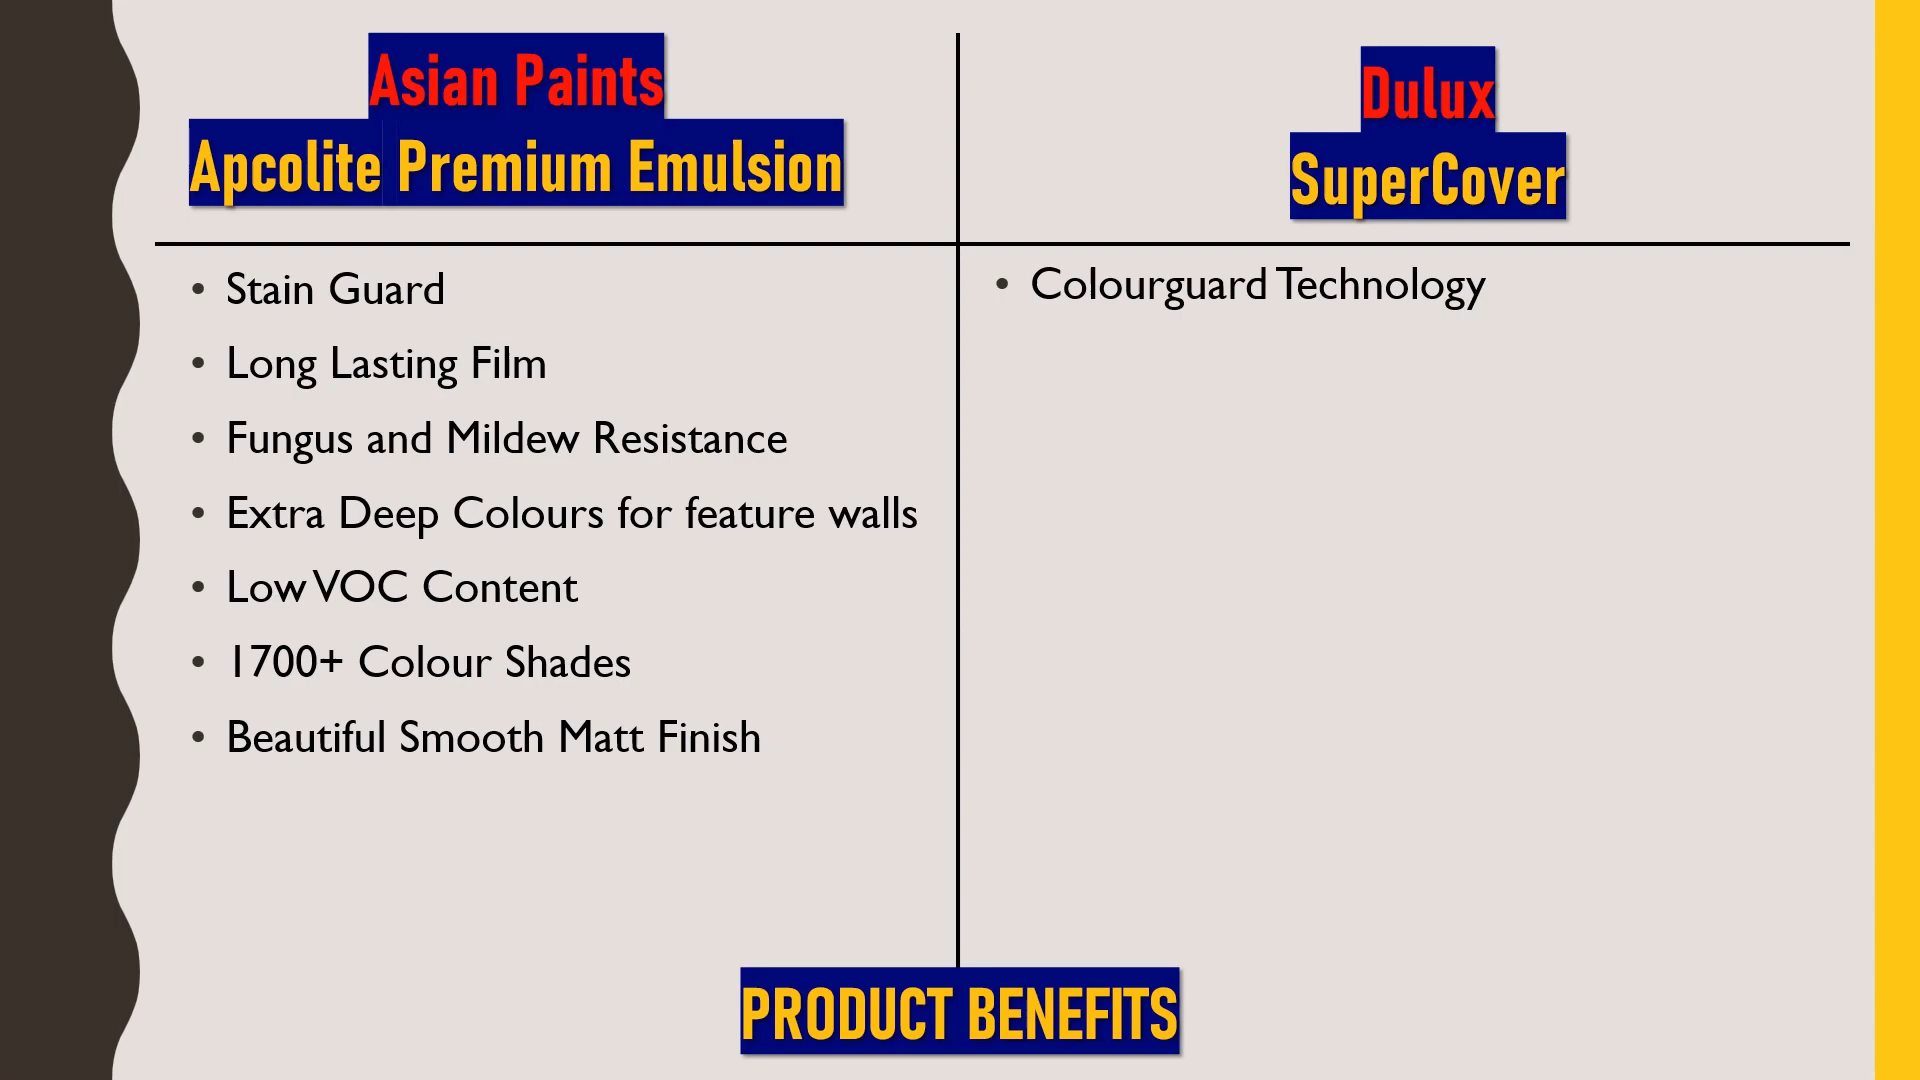 Asian Paints
Apcolite Premium Emulsion
• Stain Guard
• Long Lasting Film
• Fungus and Mildew Resistance
• Extra Deep Colours for feature walls
• Low VOC Content
• 1700+ Colour Shades
• Beautiful Smooth Matt Finish
Dulux
SuperCover
• Colourguard Technology
PRODUCT BENEFITS